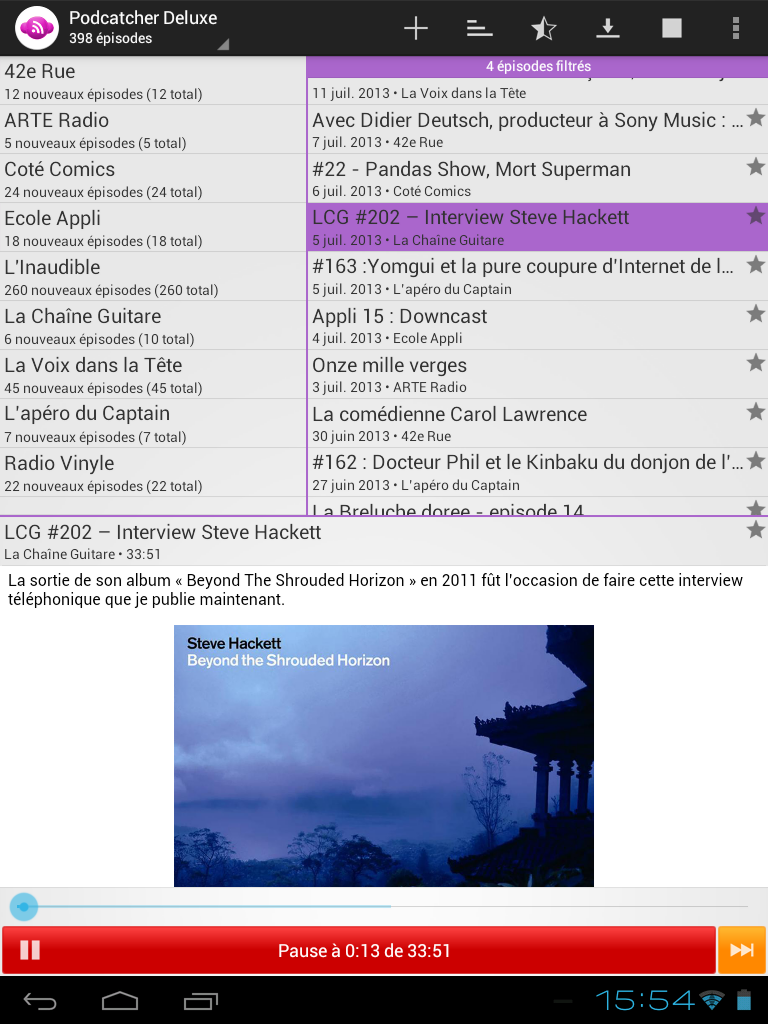 Podcatcher Deluxe
398 épisodes
42e Rue
12 nouveaux épisodes (12 total)
ARTE Radio
5 nouveaux épisodes (5 total)
Coté Comics
24 nouveaux épisodes (24 total)
Ecole Appli
18 nouveaux épisodes (18 total)
L'Inaudible
260 nouveaux épisodes (260 total)
La Chaîne Guitare
6 nouveaux épisodes (10 total)
La Voix dans la Tête
45 nouveaux épisodes (45 total)
L'apéro du Captain
7 nouveaux épisodes (7 total)
Radio Vinyle
22 nouveaux épisodes (22 total)
4 épisodes filtrés
11 juil. 2013 • La Voix dans la Tête
Avec Didier Deutsch, producteur à Sony Music : ...
7 juil. 2013 • 42e Rue
#22 - Pandas Show, Mort Superman
6 juil. 2013 • Coté Comics
LCG #202 – Interview Steve Hackett
5 juil. 2013 • La Chaîne Guitare
#163 :Yomgui et la pure coupure d'Internet de l...
5 juil. 2013 • L'apéro du Captain
Appli 15 : Downcast
4 juil. 2013 • Ecole Appli
Onze mille verges
3 juil. 2013 • ARTE Radio
La comédienne Carol Lawrence
30 juin 2013 • 42e Rue
#162 : Docteur Phil et le Kinbaku du donjon de l'...
27 juin 2013 • L'apéro du Captain
La Breluche doree - episode 14
LCG #202 – Interview Steve Hackett
La Chaîne Guitare • 33:51
La sortie de son album « Beyond The Shrouded Horizon » en 2011 fût l'occasion de faire cette interview
téléphonique que je publie maintenant.
Steve Hackett
Beyond the Shrouded Horizon
Pause à 0:13 de 33:51
15:54